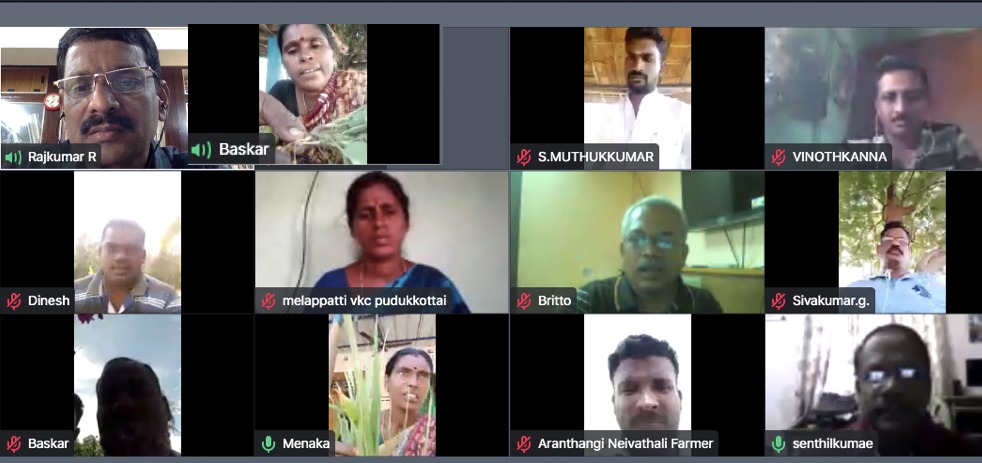 Rajkumar R
Baskar
S.MUTHUKKUMAR
VINOTHKANNA
Dinesh
melappatti vkc pudukkottai
Britto
Sivakumar.g.
Baskar
Menaka
Aranthangi Neivathali Farmer
senthilkumae